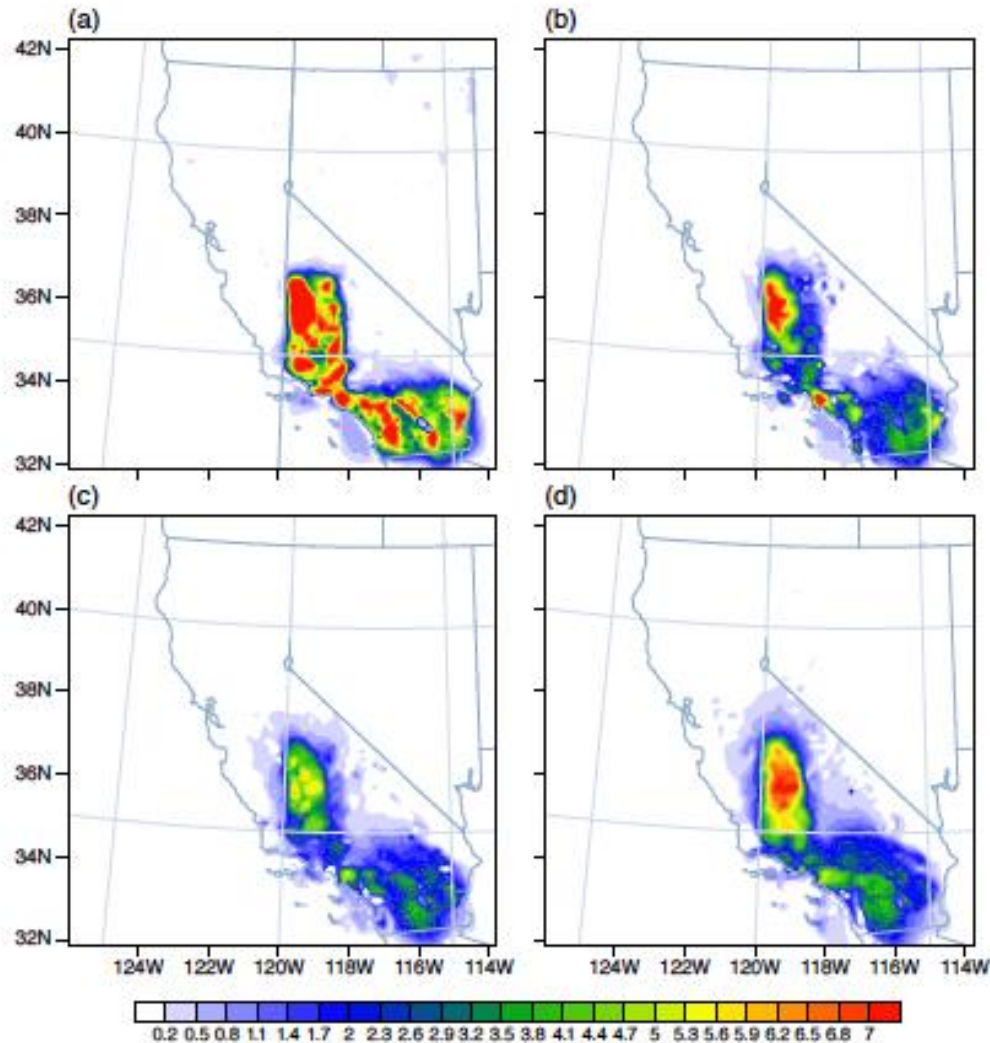 (a) (b)
42N 42N
40N 40N
38N 38N
36N 36N
34N 34N
32N 32N
(c) (d)
42N 42N
40N 40N
38N 38N
36N 36N
34N 34N
32N 32N
124W 122W 120W 118W 116W 114W 124W 122W 120W 118W 116W 114W
0.2 0.5 0.8 1.1 1.4 1.7 2 2.3 2.6 2.9 3.2 3.5 3.8 4.1 4.4 4.7 5 5.3 5.6 5.9 6.2 6.5 6.8 7